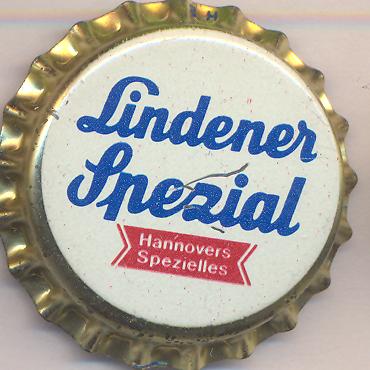 H
Lindener
Spezial
Hannovers
Spezielles